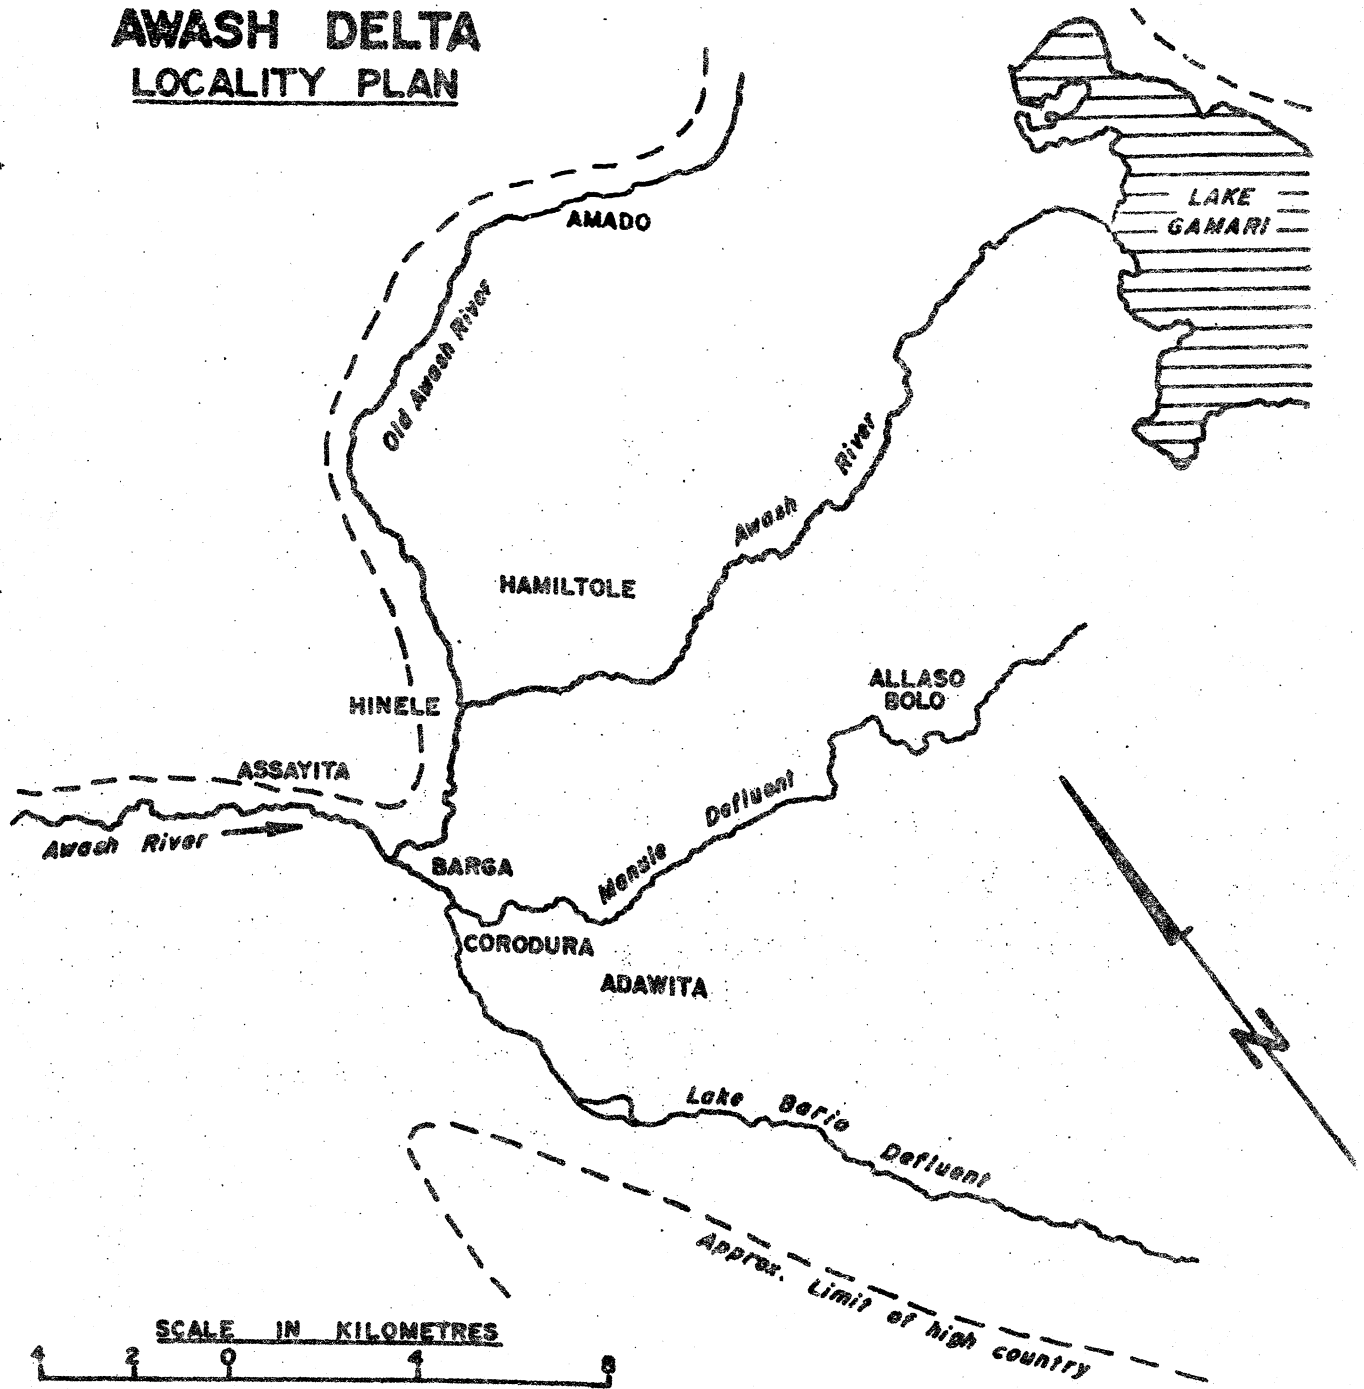 AWASH DELTA
LOCALITY PLAN
LAKE
GAMARI
AMADO
Old Awash River
Awash River
HAMILTOLE
ALLASO
BOLO
HINELE
ASSAYITA
Awash River
BARGA
Mensie Defluent
CORODURA
ADAWITA
N
Lake Bario Defluent
Approx. Limit of high country
SCALE IN KILOMETRES
4 2 0 4 8